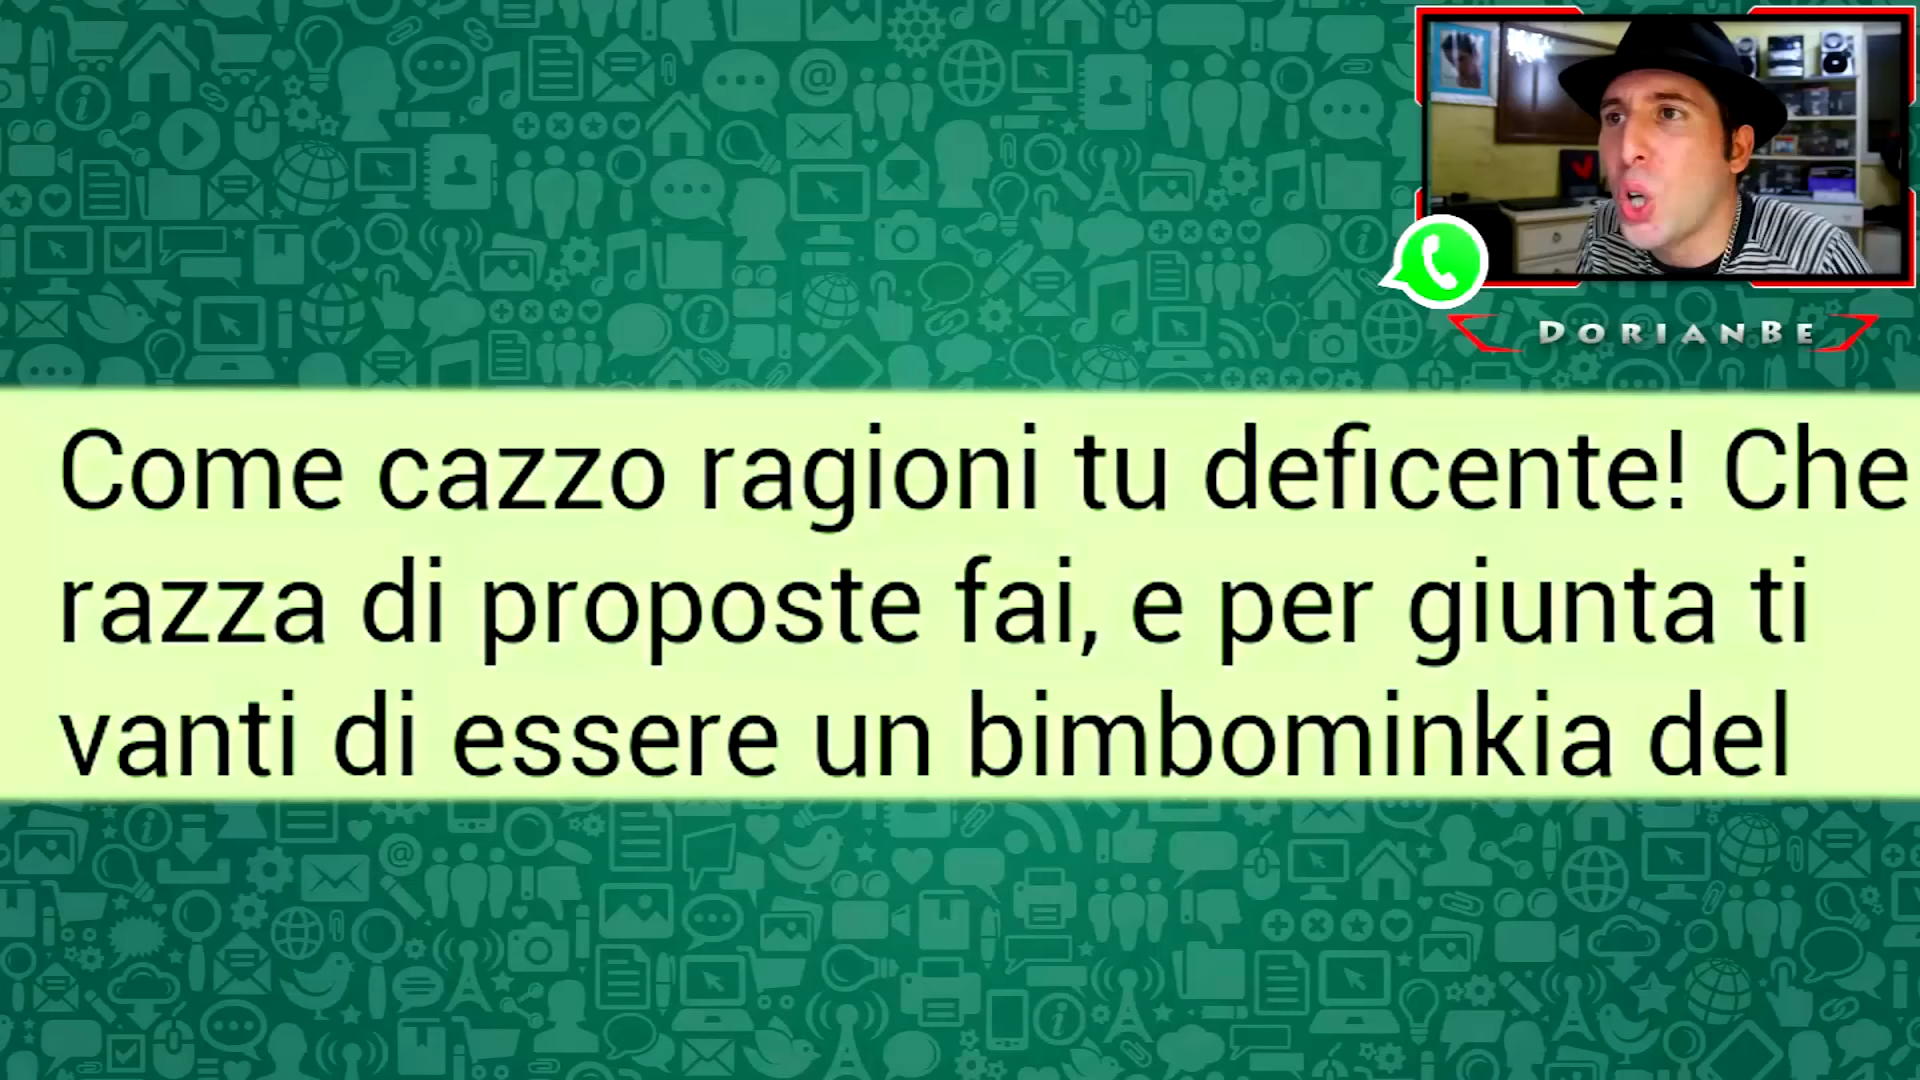 DORIANBE
Come cazzo ragioni tu deficente! Che
razza di proposte fai, e per giunta ti
vanti di essere un bimbominkia del